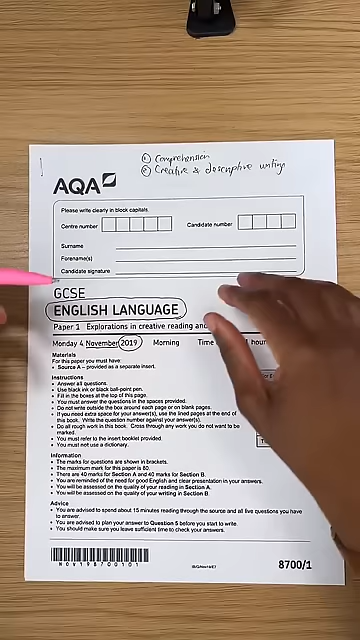 ① Comprehension
② Creative & descriptive writing
AQA
Please write clearly in block capitals.
Centre number
Candidate number
Surname
Forename(s)
Candidate signature
GCSE
ENGLISH LANGUAGE
Paper 1 Explorations in creative reading and
Monday 4 November 2019 Morning Time 1 hour
Materials
For this paper you must have:
• Source A – provided as a separate insert.
Instructions
• Answer all questions.
• Use black ink or black ball-point pen.
• Fill in the boxes at the top of this page.
• You must answer the questions in the spaces provided.
• Do not write outside the box around each page or on blank pages.
• If you need extra space for your answer(s), use the lined pages at the end of
this book. Write the question number against your answer(s).
• Do all rough work in this book. Cross through any work you do not want to be
marked.
• You must refer to the insert booklet provided.
• You must not use a dictionary.
Information
• The marks for questions are shown in brackets.
• The maximum mark for this paper is 80.
• There are 40 marks for Section A and 40 marks for Section B.
• You are reminded of the need for good English and clear presentation in your answers.
• You will be assessed on the quality of your reading in Section A.
• You will be assessed on the quality of your writing in Section B.
Advice
• You are advised to spend about 15 minutes reading through the source and all five questions you have
to answer.
• You are advised to plan your answer to Question 5 before you start to write.
• You should make sure you leave sufficient time to check your answers.
NOV198700101
IB/G/Nov19/E7
8700/1